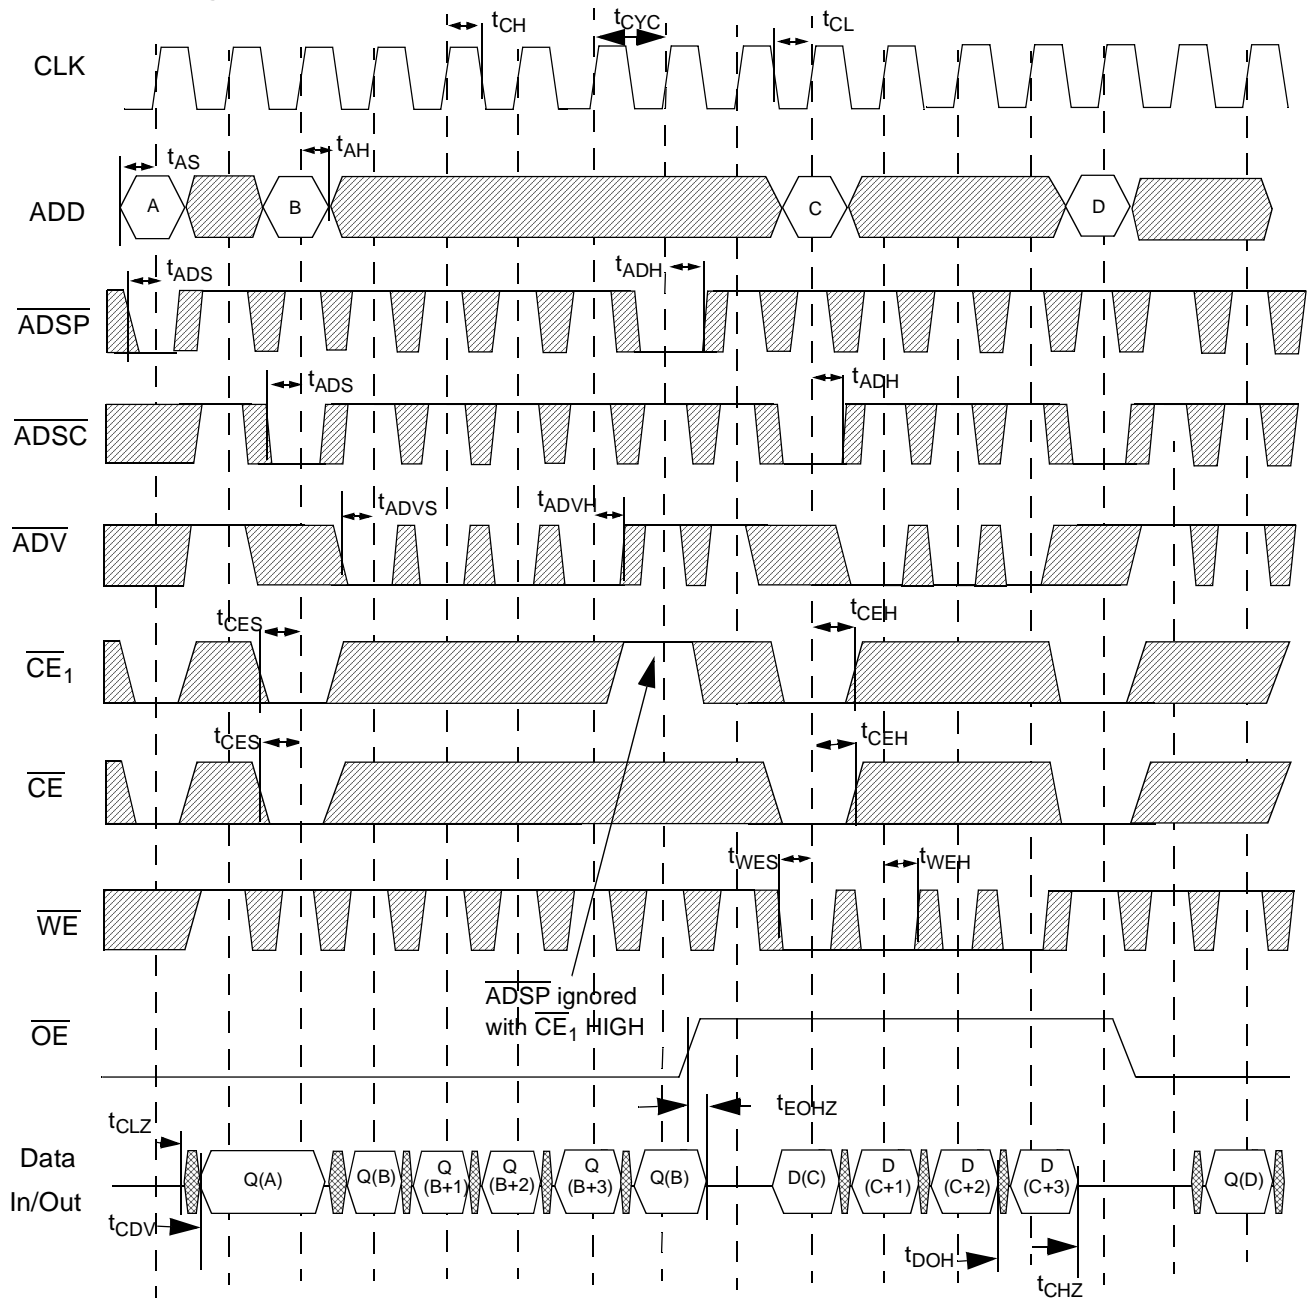 tCH
tCYC
tCL
CLK
tAS
tAH
ADD
A
B
C
D
tADS
tADH
ADSP
tADS
tADH
ADSC
tADVS
tADVH
ADV
tCES
tCEH
CE1
tCES
tCEH
CE
tWES
tWEH
WE
ADSP ignored
with CE1 HIGH
OE
tCLZ
tEOHZ
Data
In/Out
Q(A)
Q(B)
Q
(B+1)
Q
(B+2)
Q
(B+3)
Q(B)
D(C)
D
(C+1)
D
(C+2)
D
(C+3)
Q(D)
tCDV
tDOH
tCHZ